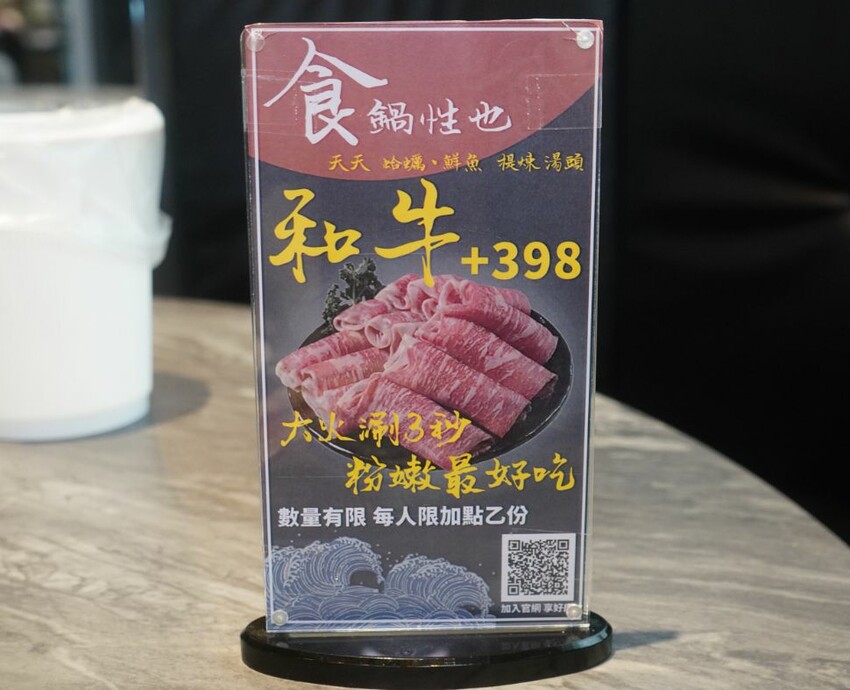 食鍋性也
天天 蛤蠣、鮮魚 提煉湯頭
和牛+398
大火涮3秒
粉嫩最好吃
數量有限 每人限加點乙份
加入官網 享好